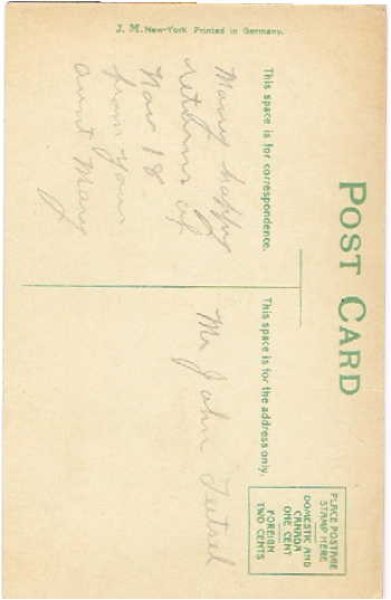 POST CARD
This space is for correspondence.
This space is for the address only.
PLACE POSTAGE
STAMP HERE
DOMESTIC AND
CANADA
ONE CENT
FOREIGN
TWO CENTS
Many happy
returns of
Nov 18
from your
aunt Mary
Mr John
J. M. New-York Printed in Germany.